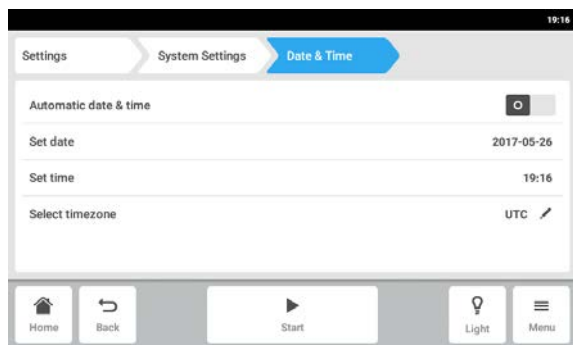 19:16
Settings System Settings Date & Time
Automatic date & time
Set date 2017-05-26
Set time 19:16
Select timezone UTC
Home Back Start Light Menu